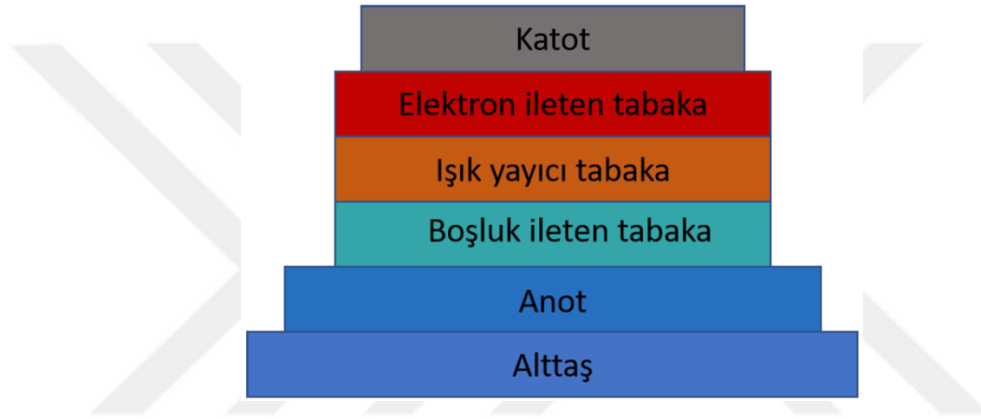 Katot
Elektron ileten tabaka
Işık yayıcı tabaka
Boşluk ileten tabaka
Anot
Alttaş